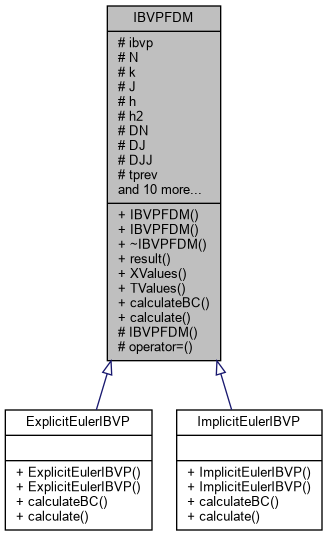 IBVPFDM
# ibvp
# N
# k
# J
# h
# h2
# DN
# DJ
# DJJ
# tprev
and 10 more...
+ IBVPFDM()
+ IBVPFDM()
+ ~IBVPFDM()
+ result()
+ XValues()
+ TValues()
+ calculateBC()
+ calculate()
# IBVPFDM()
# operator=()
ExplicitEulerIBVP
+ ExplicitEulerIBVP()
+ ExplicitEulerIBVP()
+ calculateBC()
+ calculate()
ImplicitEulerIBVP
+ ImplicitEulerIBVP()
+ ImplicitEulerIBVP()
+ calculateBC()
+ calculate()